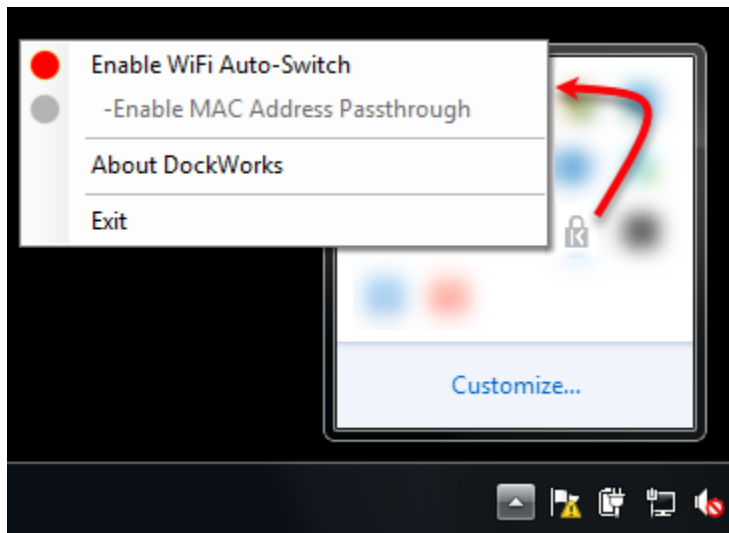 Enable WiFi Auto-Switch
-Enable MAC Address Passthrough
About DockWorks
Exit
K
Customize...